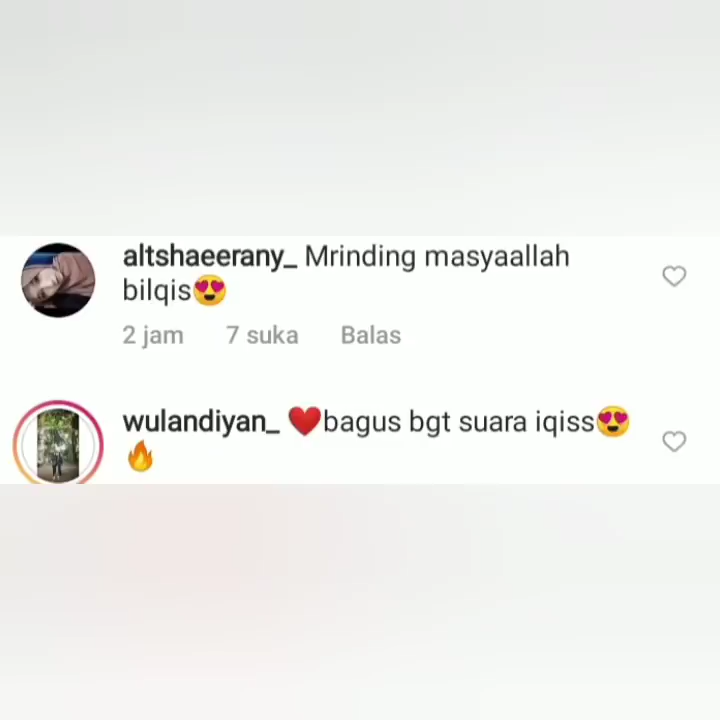 altshaeerany_ Mrinding masyaallah
bilqis😍
2 jam 7 suka Balas
wulandiyan_ ❤️bagus bgt suara iqiss😍
🔥